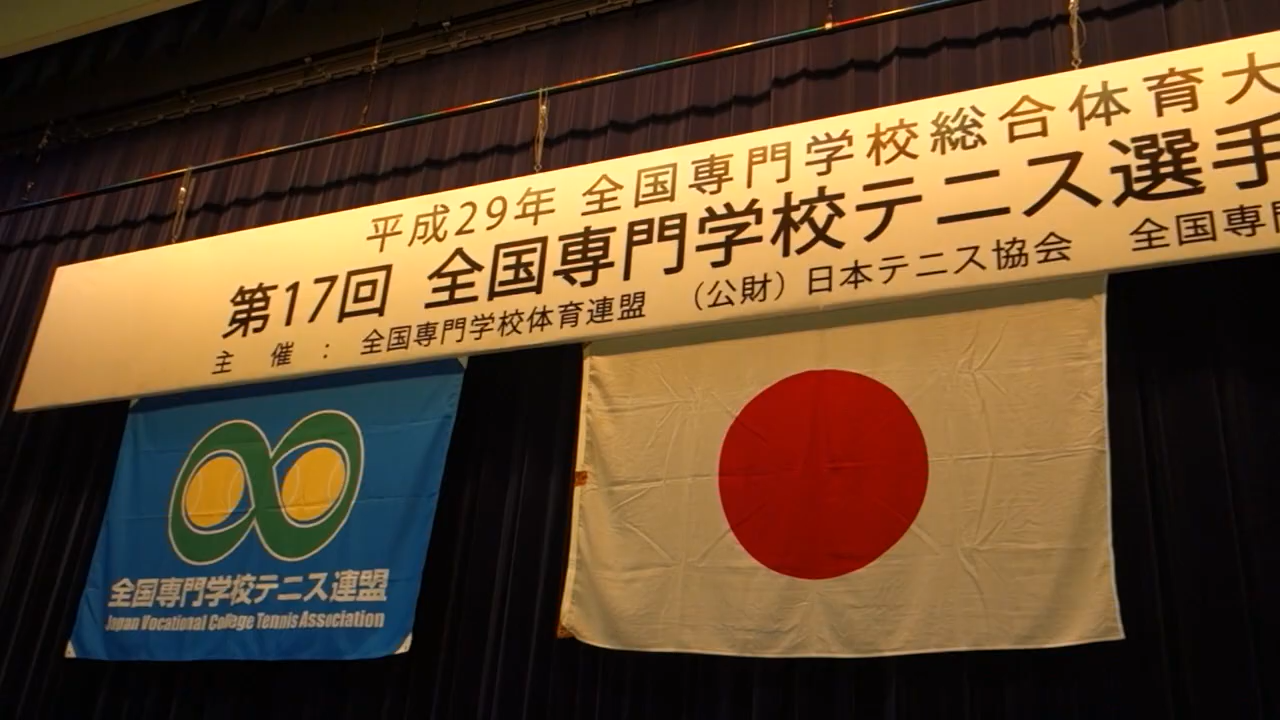 平成29年 全国専門学校総合体育大
第17回 全国専門学校テニス選手
主 催 : 全国専門学校体育連盟 (公財)日本テニス協会 全国専門
全国専門学校テニス連盟
Japan Vocational College Tennis Association